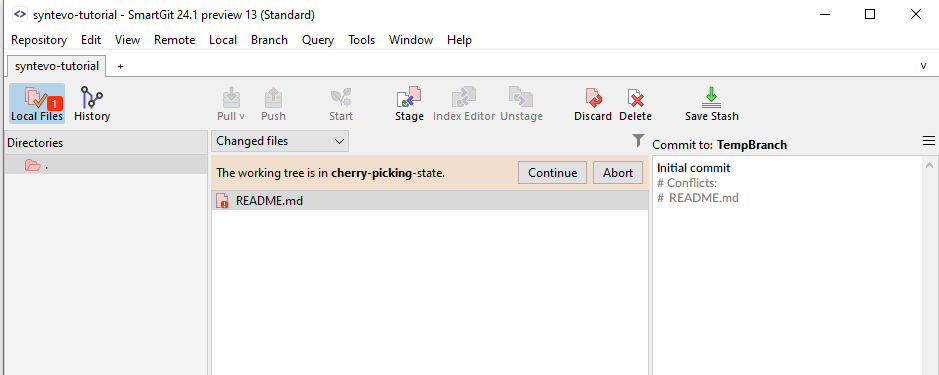 syntevo-tutorial - SmartGit 24.1 preview 13 (Standard)
Repository Edit View Remote Local Branch Query Tools Window Help
syntevo-tutorial +
1
Local Files History Pull Push Start Stage Index Editor Unstage Discard Delete Save Stash
Directories
.
Changed files
The working tree is in cherry-picking-state. Continue Abort
README.md
Commit to: TempBranch
Initial commit
# Conflicts:
# README.md